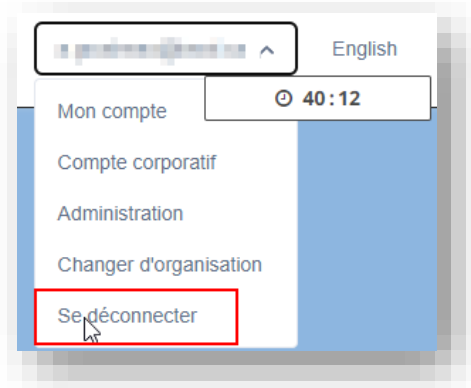 English
40:12
Mon compte
Compte corporatif
Administration
Changer d'organisation
Se déconnecter